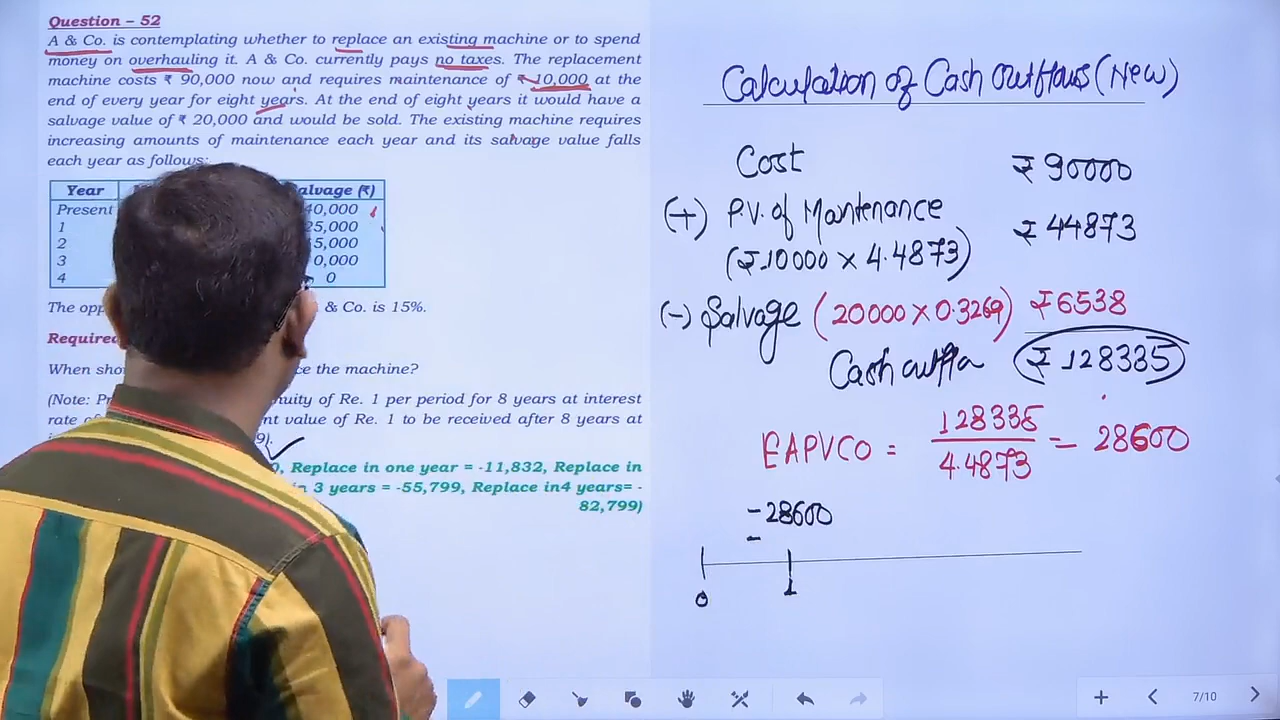 Question – 52
A & Co. is contemplating whether to replace an existing machine or to spend
money on overhauling it. A & Co. currently pays no taxes. The replacement
machine costs ₹ 90,000 now and requires maintenance of ₹ 10,000 at the
end of every year for eight years. At the end of eight years it would have a
salvage value of ₹ 20,000 and would be sold. The existing machine requires
increasing amounts of maintenance each year and its salvage value falls
each year as follows:
Year alvage (₹)
Present 40,000
1 25,000
2 5,000
3 0,000
4 0
The opp & Co. is 15%.
Required
When sho ce the machine?
(Note: Pr nuity of Re. 1 per period for 8 years at interest
rate of nt value of Re. 1 to be received after 8 years at
9).
0, Replace in one year = -11,832, Replace in
n 3 years = -55,799, Replace in4 years= -
82,799)
Calculation of Cash outflows (New)
Cost ₹ 90000
(+) P.V. of Mantenance ₹ 44873
(₹ 10000 × 4.4873)
(-) Salvage (20000 × 0.3269) ₹ 6538
Cash outflo ₹ 128335
EAPVCO = 128335 / 4.4873 = 28600
-28600
0 1
7/10